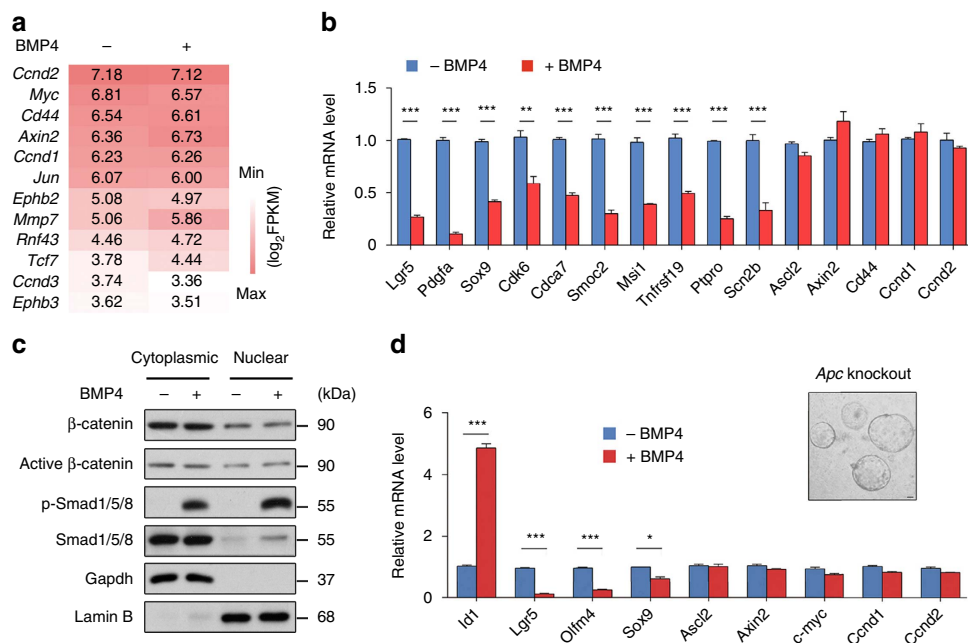 a
BMP4 – +
Ccnd2 7.18 7.12
Myc 6.81 6.57
Cd44 6.54 6.61
Axin2 6.36 6.73
Ccnd1 6.23 6.26
Jun 6.07 6.00
Ephb2 5.08 4.97
Mmp7 5.06 5.86
Rnf43 4.46 4.72
Tcf7 3.78 4.44
Ccnd3 3.74 3.36
Ephb3 3.62 3.51
Min
(log2FPKM)
Max
b
– BMP4 + BMP4
Relative mRNA level
1.5
1.0
0.5
0
*** *** *** ** *** *** *** *** *** ***
Lgr5 Pdgfa Sox9 Cdk6 Cdca7 Smoc2 Msi1 Tnfrsf19 Ptpro Scn2b Ascl2 Axin2 Cd44 Ccnd1 Ccnd2
c
Cytoplasmic Nuclear
BMP4 – + – + (kDa)
β-catenin 90
Active β-catenin 90
p-Smad1/5/8 55
Smad1/5/8 55
Gapdh 37
Lamin B 68
d
Apc knockout
– BMP4
+ BMP4
Relative mRNA level
6
4
2
0
*** *** *** *
Id1 Lgr5 Olfm4 Sox9 Ascl2 Axin2 c-myc Ccnd1 Ccnd2